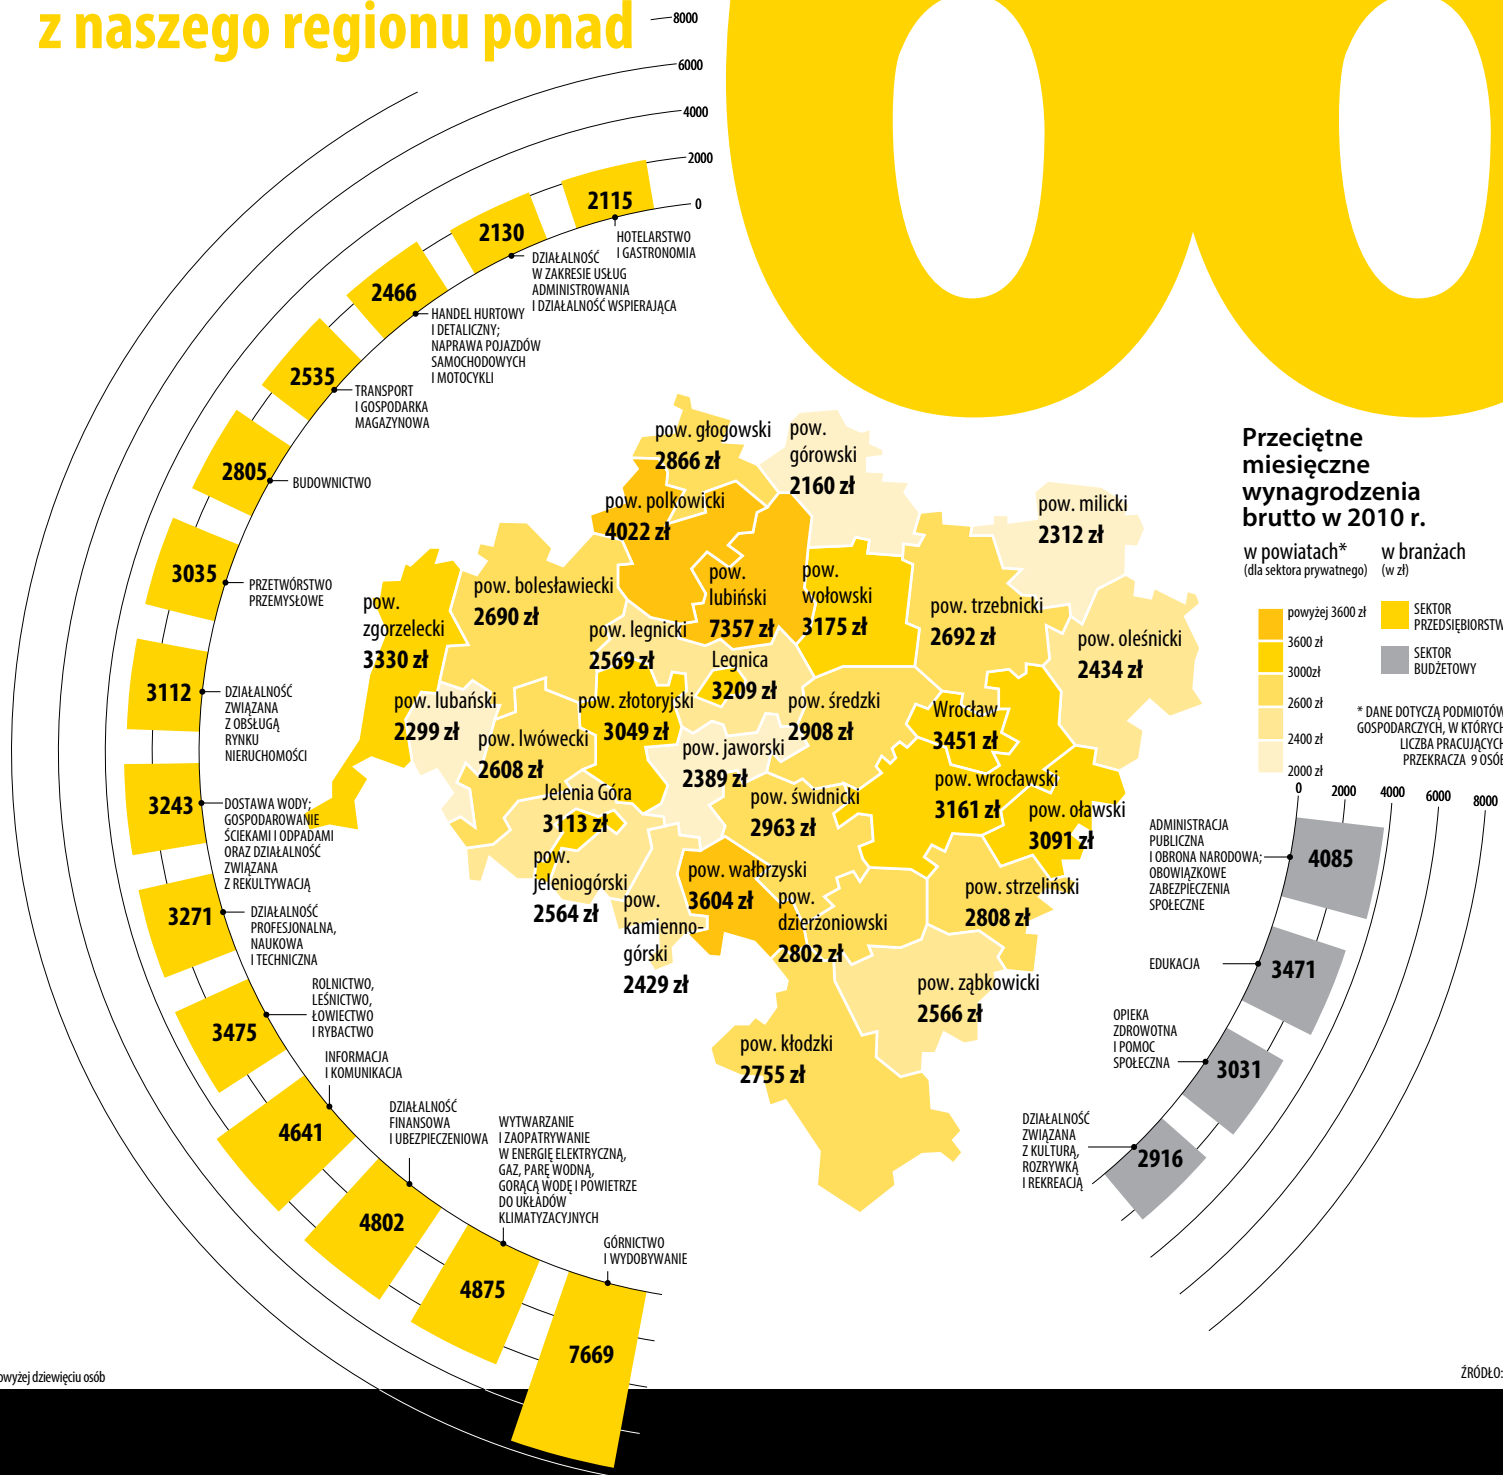 z naszego regionu ponad
8000
6000
4000
2000
0
2115
HOTELARSTWO
I GASTRONOMIA
2130
DZIAŁALNOŚĆ
W ZAKRESIE USŁUG
ADMINISTROWANIA
I DZIAŁALNOŚĆ WSPIERAJĄCA
2466
HANDEL HURTOWY
I DETALICZNY;
NAPRAWA POJAZDÓW
SAMOCHODOWYCH
I MOTOCYKLI
2535
TRANSPORT
I GOSPODARKA
MAGAZYNOWA
2805
BUDOWNICTWO
3035
PRZETWÓRSTWO
PRZEMYSŁOWE
3112
DZIAŁALNOŚĆ
ZWIĄZANA
Z OBSŁUGĄ
RYNKU
NIERUCHOMOŚCI
3243
DOSTAWA WODY;
GOSPODAROWANIE
ŚCIEKAMI I ODPADAMI
ORAZ DZIAŁALNOŚĆ
ZWIĄZANA
Z REKULTYWACJĄ
3271
DZIAŁALNOŚĆ
PROFESJONALNA,
NAUKOWA
I TECHNICZNA
3475
ROLNICTWO,
LEŚNICTWO,
ŁOWIECTWO
I RYBACTWO
4641
INFORMACJA
I KOMUNIKACJA
4802
DZIAŁALNOŚĆ
FINANSOWA
I UBEZPIECZENIOWA
4875
WYTWARZANIE
I ZAOPATRYWANIE
W ENERGIĘ ELEKTRYCZNĄ,
GAZ, PARĘ WODNĄ,
GORĄCĄ WODĘ I POWIETRZE
DO UKŁADÓW
KLIMATYZACYJNYCH
7669
GÓRNICTWO
I WYDOBYWANIE
pow. głogowski
2866 zł
pow.
górowski
2160 zł
pow. polkowicki
4022 zł
pow. milicki
2312 zł
pow.
lubiński
7357 zł
pow.
wołowski
3175 zł
pow. bolesławiecki
2690 zł
pow.
zgorzelecki
3330 zł
pow. legnicki
2569 zł
Legnica
3209 zł
pow. trzebnicki
2692 zł
pow. oleśnicki
2434 zł
pow. lubański
2299 zł
pow. złotoryjski
3049 zł
pow. średzki
2908 zł
Wrocław
3451 zł
pow. lwówecki
2608 zł
pow. jaworski
2389 zł
Jelenia Góra
3113 zł
pow. świdnicki
2963 zł
pow. wrocławski
3161 zł
pow. oławski
3091 zł
pow.
jeleniogórski
2564 zł
pow. wałbrzyski
3604 zł
pow.
kamienno-
górski
2429 zł
pow.
dzierżoniowski
2802 zł
pow. strzeliński
2808 zł
pow. ząbkowicki
2566 zł
pow. kłodzki
2755 zł
Przeciętne
miesięczne
wynagrodzenia
brutto w 2010 r.
w powiatach*
(dla sektora prywatnego)
w branżach
(w zł)
powyżej 3600 zł
3600 zł
3000zł
2600 zł
2400 zł
2000 zł
SEKTOR
PRZEDSIĘBIORSTW
SEKTOR
BUDŻETOWY
* DANE DOTYCZĄ PODMIOTÓW
GOSPODARCZYCH, W KTÓRYCH
LICZBA PRACUJĄCYCH
PRZEKRACZA 9 OSÓB
0
2000
4000
6000
8000
ADMINISTRACJA
PUBLICZNA
I OBRONA NARODOWA;
OBOWIĄZKOWE
ZABEZPIECZENIA
SPOŁECZNE
4085
EDUKACJA
3471
OPIEKA
ZDROWOTNA
I POMOC
SPOŁECZNA
3031
DZIAŁALNOŚĆ
ZWIĄZANA
Z KULTURĄ,
ROZRYWKĄ
I REKREACJĄ
2916
owyżej dziewięciu osób
ŹRÓDŁO: